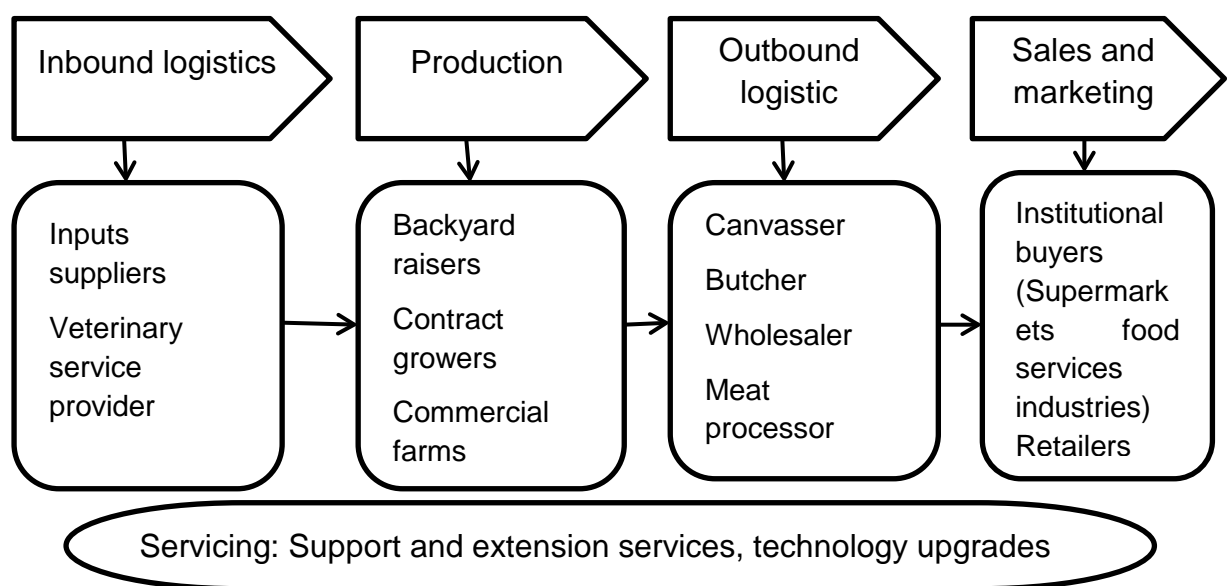 Inbound logistics
Production
Outbound
logistic
Sales and
marketing
Inputs
suppliers
Veterinary
service
provider
Backyard
raisers
Contract
growers
Commercial
farms
Canvasser
Butcher
Wholesaler
Meat
processor
Institutional
buyers
(Supermark
ets food
services
industries)
Retailers
Servicing: Support and extension services, technology upgrades